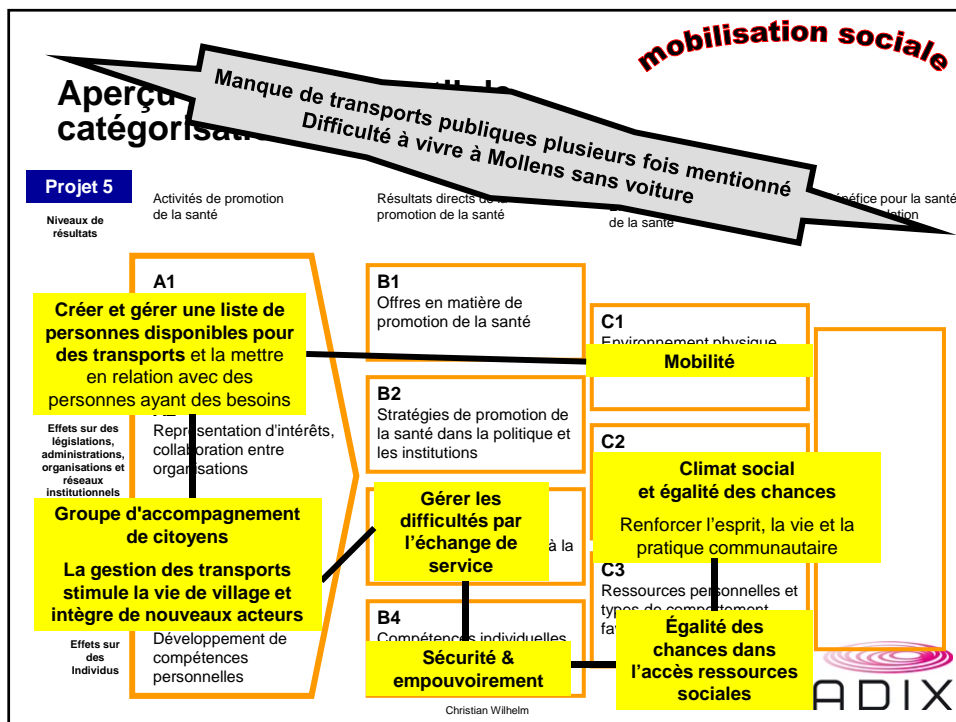 mobilisation sociale
Aperçu
catégorisati
Manque de transports publiques plusieurs fois mentionné
Difficulté à vivre à Mollens sans voiture
Projet 5
Niveaux de
résultats
Activités de promotion
de la santé
Résultats directs de la
promotion de la santé
de la santé
énéfice pour la santé
lation
A1
Créer et gérer une liste de
personnes disponibles pour
des transports et la mettre
en relation avec des
personnes ayant des besoins
B1
Offres en matière de
promotion de la santé
C1
Environnement physique
Mobilité
Effets sur des
législations,
administrations,
organisations et
réseaux
institutionnels
Représentation d'intérêts,
collaboration entre
organisations
B2
Stratégies de promotion de
la santé dans la politique et
les institutions
C2
Climat social
et égalité des chances
Renforcer l’esprit, la vie et la
pratique communautaire
Groupe d'accompagnement
de citoyens
La gestion des transports
stimule la vie de village et
intègre de nouveaux acteurs
Gérer les
difficultés par
l’échange de
service
à la
C3
Ressources personnelles et
types de comportement
fav
Égalité des
chances dans
l’accès ressources
sociales
Effets sur
des
Individus
Développement de
compétences
personnelles
B4
Compétences individuelles
Sécurité &
empouvoirement
Christian Wilhelm
ADIX